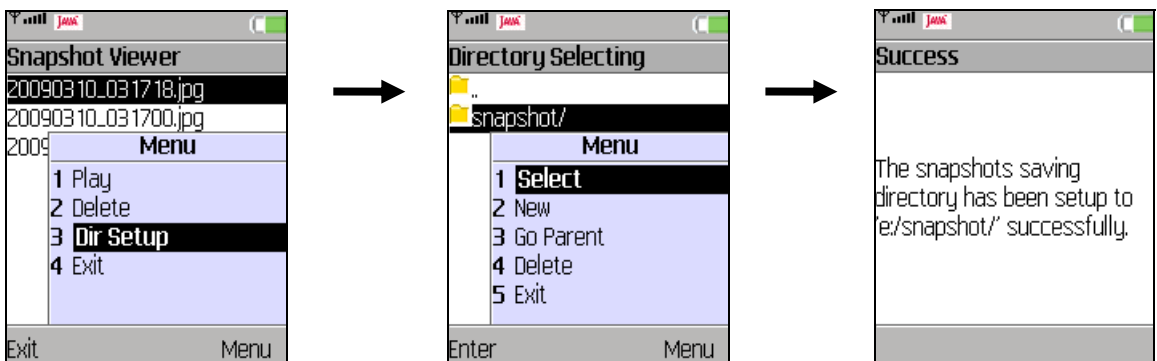 JAVA
Snapshot Viewer
20090310_031718.jpg
20090310_031700.jpg
2009
Menu
1 Play
2 Delete
3 Dir Setup
4 Exit
Exit Menu
JAVA
Directory Selecting
..
snapshot/
Menu
1 Select
2 New
3 Go Parent
4 Delete
5 Exit
Enter Menu
JAVA
Success
The snapshots saving
directory has been setup to
"e:/snapshot/" successfully.